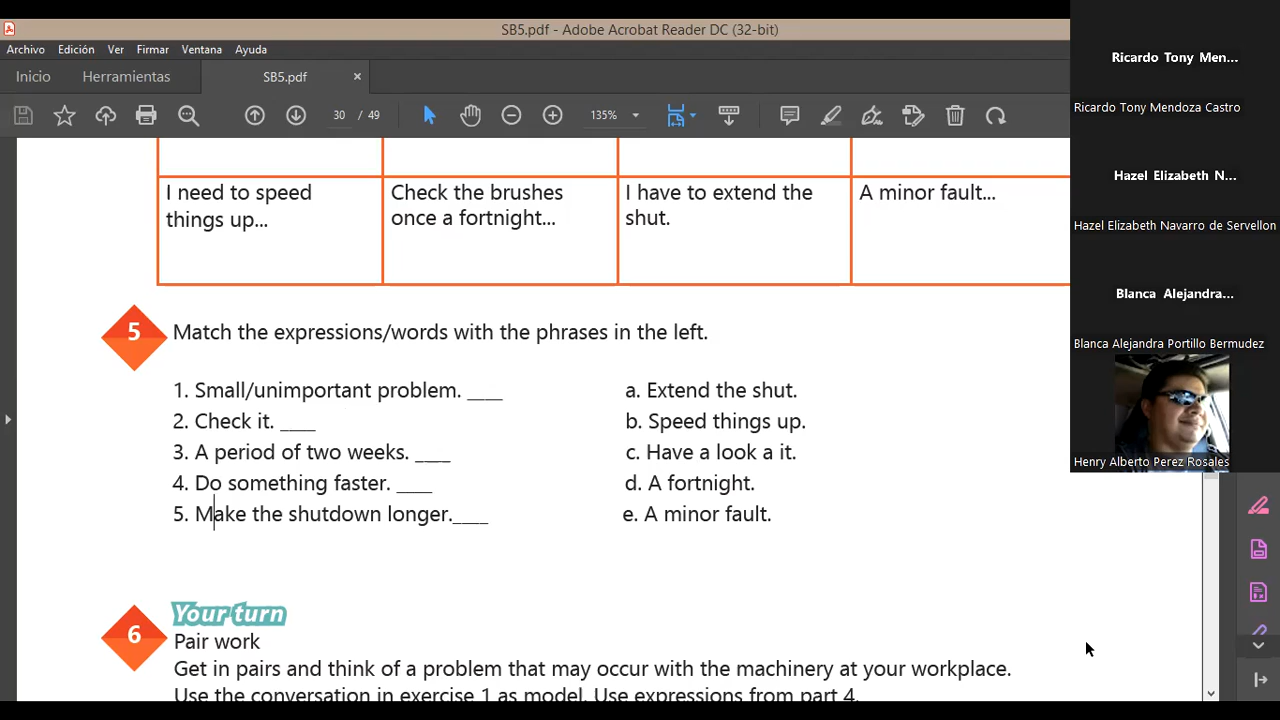 SB5.pdf - Adobe Acrobat Reader DC (32-bit)
Archivo Edición Ver Firmar Ventana Ayuda
Inicio Herramientas SB5.pdf ×
30 / 49 135%
I need to speed things up...
Check the brushes once a fortnight...
I have to extend the shut.
A minor fault...
5 Match the expressions/words with the phrases in the left.
1. Small/unimportant problem. ____ a. Extend the shut.
2. Check it. ____ b. Speed things up.
3. A period of two weeks. ____ c. Have a look a it.
4. Do something faster. ____ d. A fortnight.
5. Make the shutdown longer.____ e. A minor fault.
Your turn
6 Pair work
Get in pairs and think of a problem that may occur with the machinery at your workplace.
Use the conversation in exercise 1 as model. Use expressions from part 4.
Ricardo Tony Men...
Ricardo Tony Mendoza Castro
Hazel Elizabeth N...
Hazel Elizabeth Navarro de Servellon
Blanca Alejandra...
Blanca Alejandra Portillo Bermudez
Henry Alberto Perez Rosales